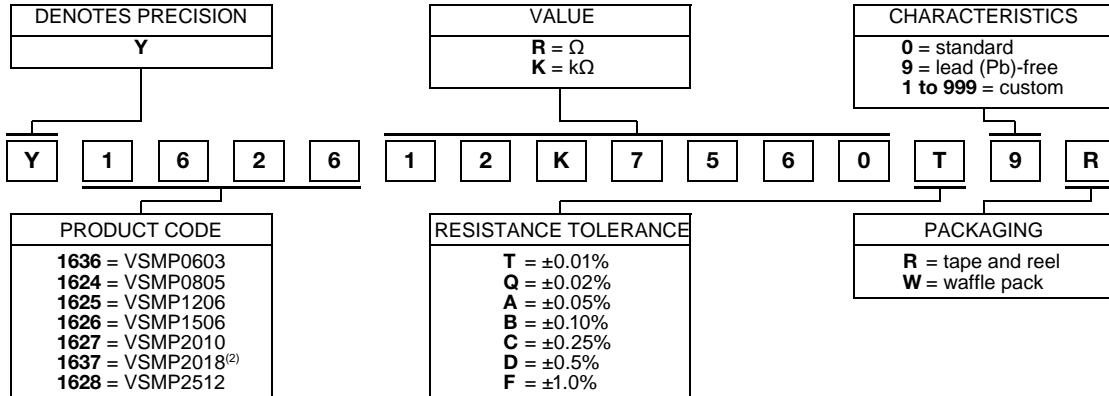 DENOTES PRECISION
Y
VALUE
R = Ω
K = kΩ
CHARACTERISTICS
0 = standard
9 = lead (Pb)-free
1 to 999 = custom
Y 1 6 2 6 1 2 K 7 5 6 0 T 9 R
PRODUCT CODE
1636 = VSMP0603
1624 = VSMP0805
1625 = VSMP1206
1626 = VSMP1506
1627 = VSMP2010
1637 = VSMP2018(2)
1628 = VSMP2512
RESISTANCE TOLERANCE
T = ±0.01%
Q = ±0.02%
A = ±0.05%
B = ±0.10%
C = ±0.25%
D = ±0.5%
F = ±1.0%
PACKAGING
R = tape and reel
W = waffle pack